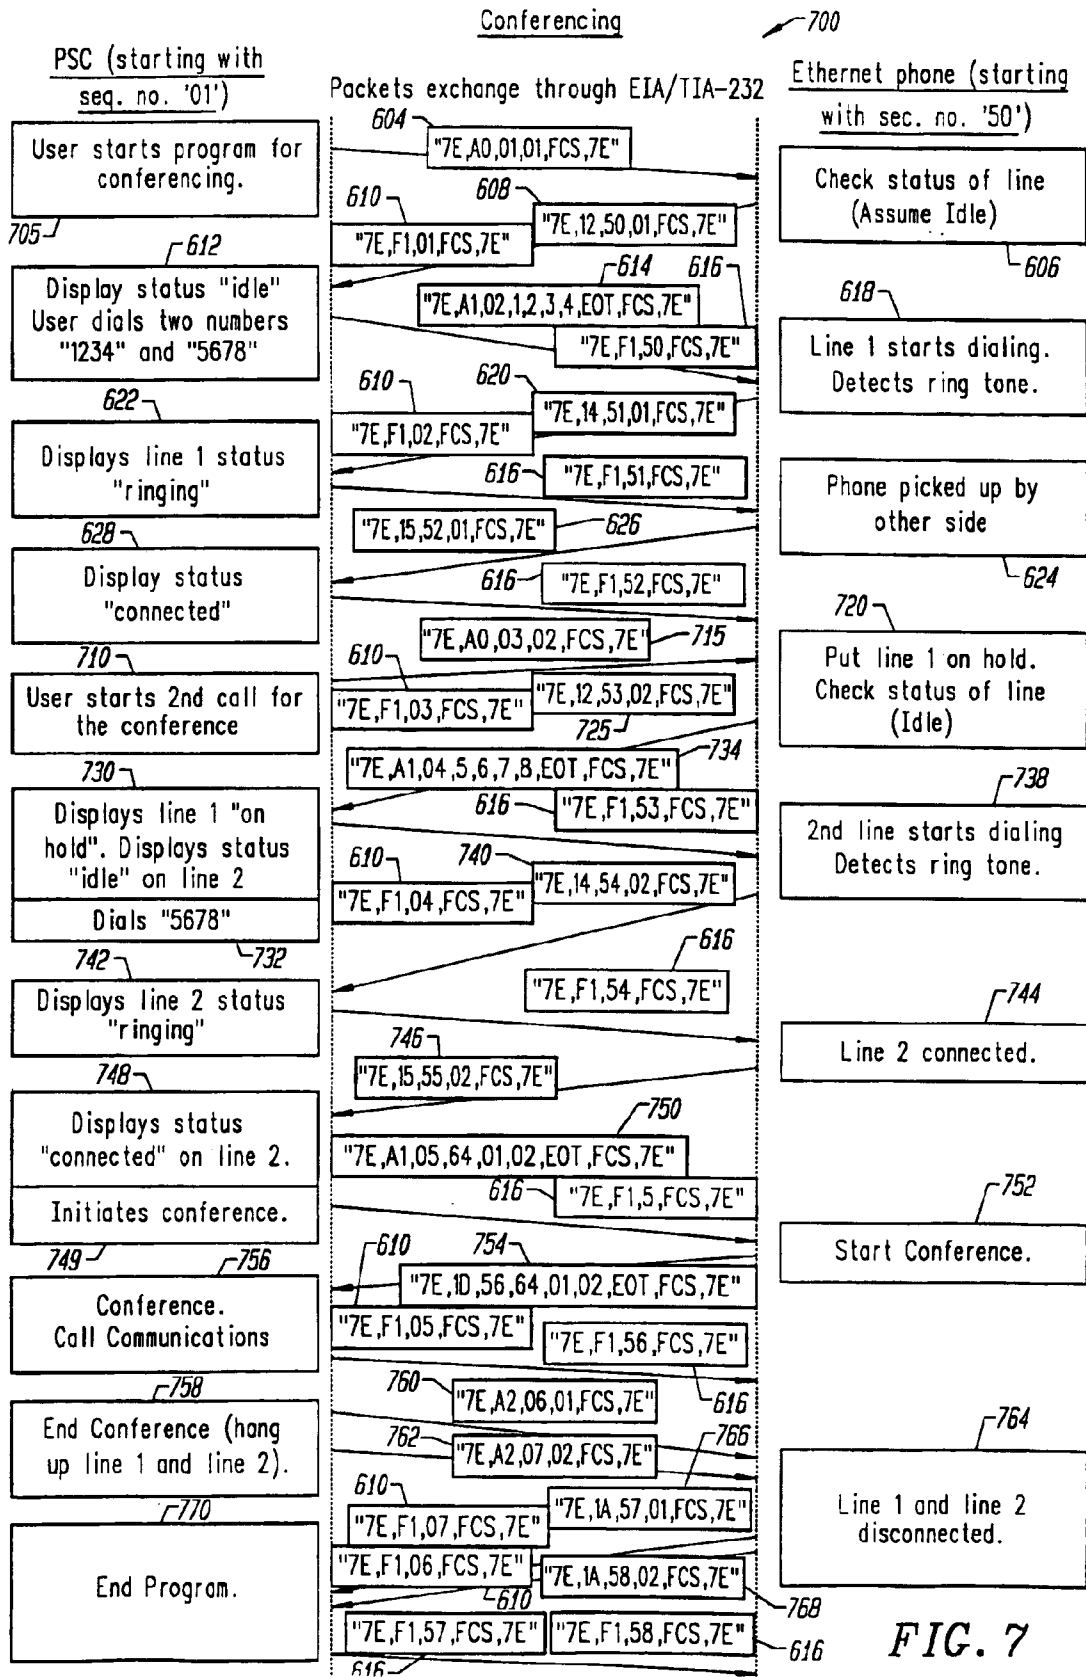 Conferencing
700
PSC (starting with
seq. no. '01')
Packets exchange through EIA/TIA-232
Ethernet phone (starting
with sec. no. '50')
604
"7E,A0,01,01,FCS,7E"
User starts program for
conferencing.
705
Check status of line
(Assume Idle)
606
610
608
"7E,12,50,01,FCS,7E"
"7E,F1,01,FCS,7E"
612
Display status "idle"
User dials two numbers
"1234" and "5678"
614
616
"7E,A1,02,1,2,3,4,EOT,FCS,7E"
"7E,F1,50,FCS,7E"
618
Line 1 starts dialing.
Detects ring tone.
610
620
"7E,14,51,01,FCS,7E"
"7E,F1,02,FCS,7E"
622
Displays line 1 status
"ringing"
616
"7E,F1,51,FCS,7E"
Phone picked up by
other side
624
"7E,15,52,01,FCS,7E"
626
628
Display status
"connected"
616
"7E,F1,52,FCS,7E"
"7E,A0,03,02,FCS,7E"
715
720
Put line 1 on hold.
Check status of line
(Idle)
710
User starts 2nd call for
the conference
610
"7E,F1,03,FCS,7E"
"7E,12,53,02,FCS,7E"
725
"7E,A1,04,5,6,7,8,EOT,FCS,7E"
734
730
Displays line 1 "on
hold". Displays status
"idle" on line 2
Dials "5678"
732
616
"7E,F1,53,FCS,7E"
738
2nd line starts dialing
Detects ring tone.
610
740
"7E,14,54,02,FCS,7E"
"7E,F1,04,FCS,7E"
742
Displays line 2 status
"ringing"
616
"7E,F1,54,FCS,7E"
744
Line 2 connected.
746
"7E,15,55,02,FCS,7E"
748
Displays status
"connected" on line 2.
Initiates conference.
749
750
"7E,A1,05,64,01,02,EOT,FCS,7E"
616
"7E,F1,5,FCS,7E"
752
Start Conference.
610
754
"7E,1D,56,64,01,02,EOT,FCS,7E"
"7E,F1,05,FCS,7E"
"7E,F1,56,FCS,7E"
616
756
Conference.
Call Communications
758
End Conference (hang
up line 1 and line 2).
760
"7E,A2,06,01,FCS,7E"
762
"7E,A2,07,02,FCS,7E"
764
Line 1 and line 2
disconnected.
766
"7E,1A,57,01,FCS,7E"
610
"7E,F1,07,FCS,7E"
"7E,F1,06,FCS,7E"
610
"7E,1A,58,02,FCS,7E"
768
770
End Program.
"7E,F1,57,FCS,7E"
"7E,F1,58,FCS,7E"
616
616
FIG. 7